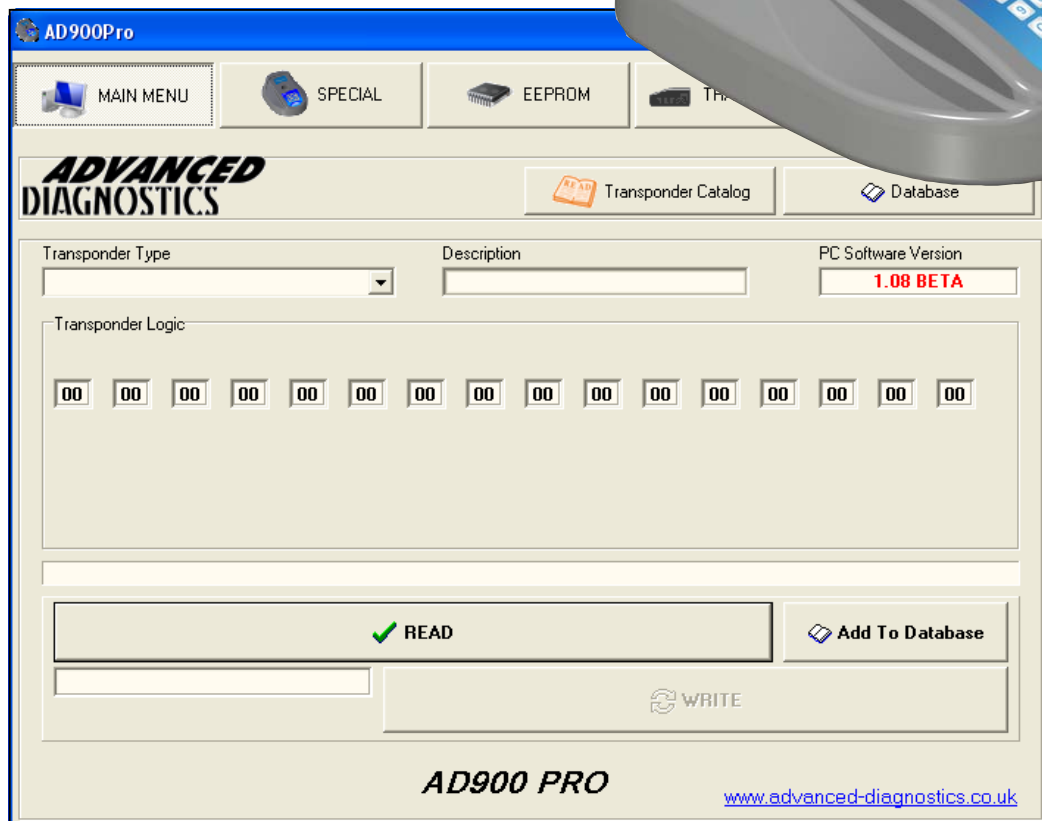 AD900Pro
MAIN MENU SPECIAL EEPROM
ADVANCED
DIAGNOSTICS
READ Transponder Catalog Database
Transponder Type Description PC Software Version
1.08 BETA
Transponder Logic
00 00 00 00 00 00 00 00 00 00 00 00 00 00 00 00
READ Add To Database
WRITE
AD900 PRO
www.advanced-diagnostics.co.uk